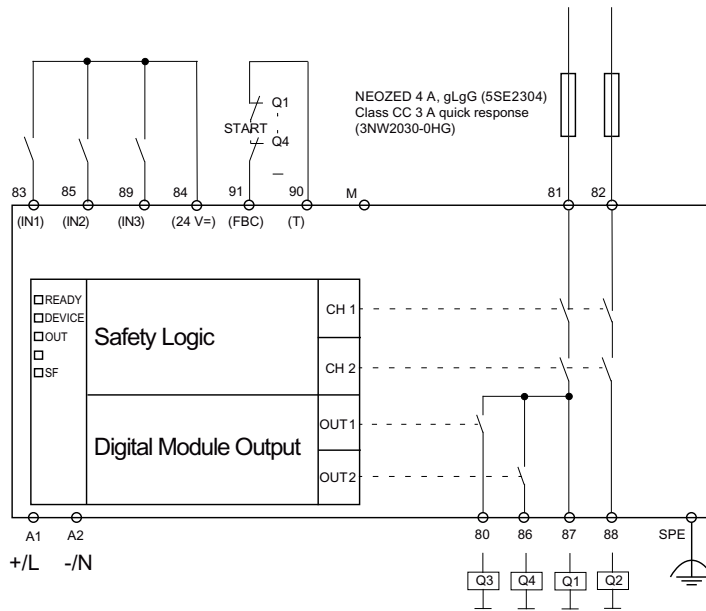 Q1
START
Q4
NEOZED 4 A, gLgG (5SE2304)
Class CC 3 A quick response
(3NW2030-0HG)
83 85 89 84 91 90 M 81 82
(IN1) (IN2) (IN3) (24 V=) (FBC) (T)
READY
DEVICE
OUT
SF
Safety Logic
CH 1
CH 2
Digital Module Output
OUT1
OUT2
A1 A2 80 86 87 88 SPE
+/L -/N
Q3 Q4 Q1 Q2